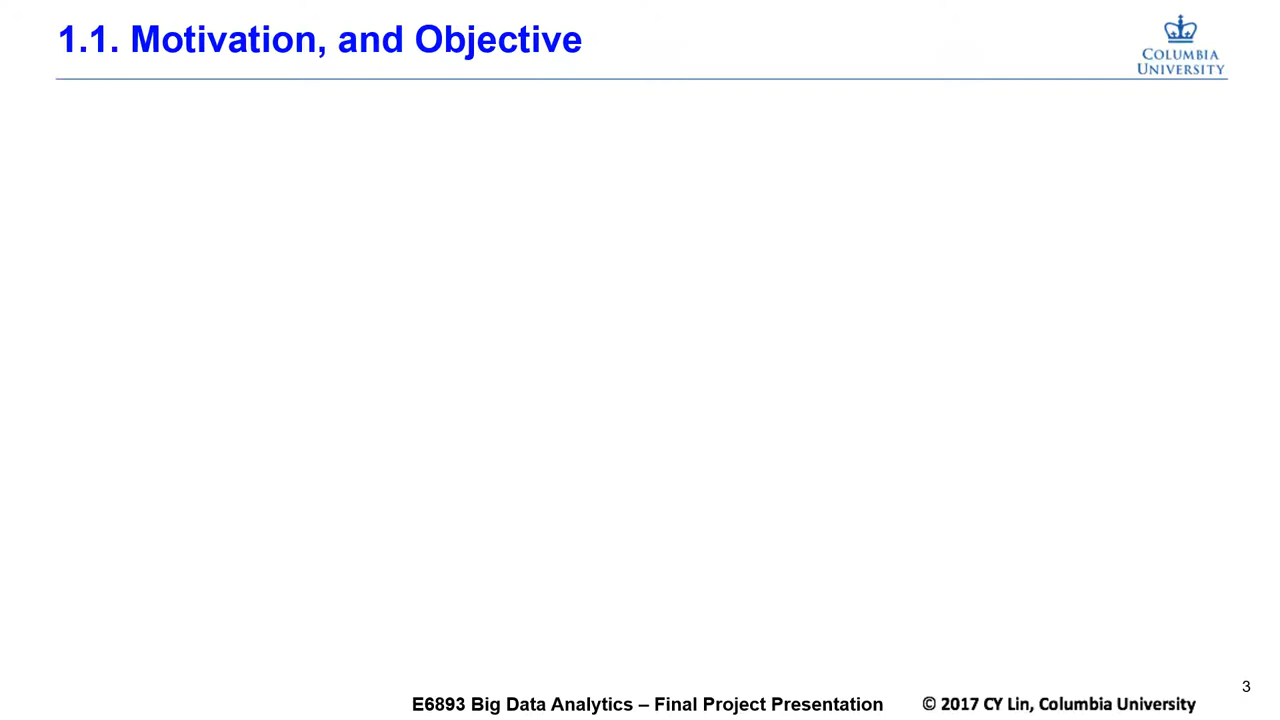 1.1. Motivation, and Objective
COLUMBIA
UNIVERSITY
3
E6893 Big Data Analytics – Final Project Presentation
© 2017 CY Lin, Columbia University